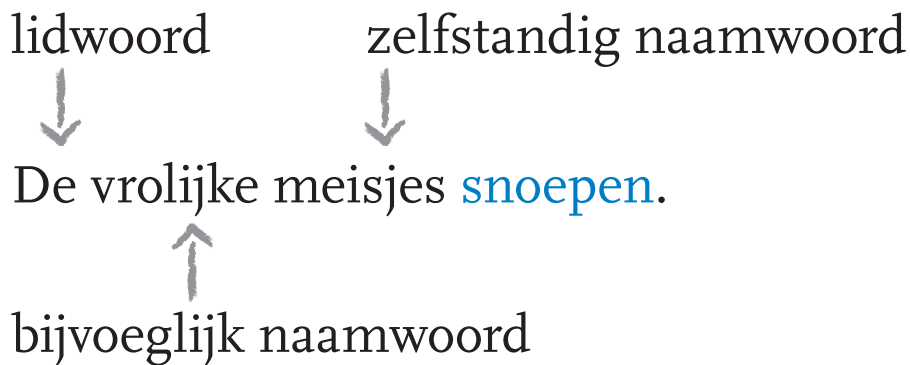 lidwoord zelfstandig naamwoord
De vrolijke meisjes snoepen.
bijvoeglijk naamwoord